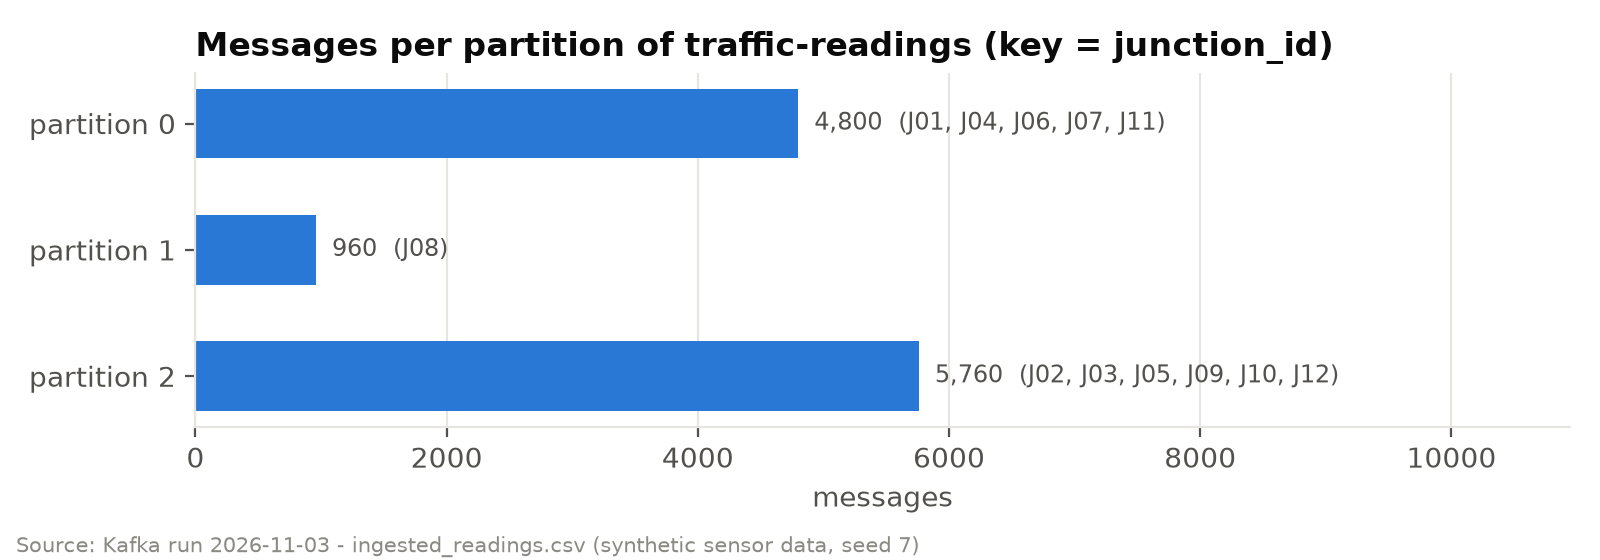 Messages per partition of traffic-readings (key = junction_id)
partition 0
4,800 (J01, J04, J06, J07, J11)
partition 1
960 (J08)
partition 2
5,760 (J02, J03, J05, J09, J10, J12)
0 2000 4000 6000 8000 10000
messages
Source: Kafka run 2026-11-03 - ingested_readings.csv (synthetic sensor data, seed 7)